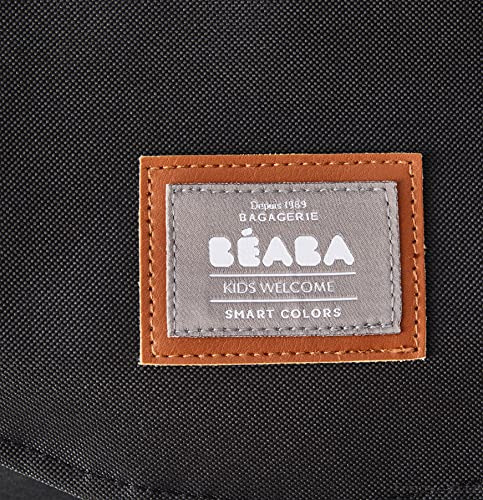 Depuis 1989
BAGAGERIE
BÉABA
KIDS WELCOME
SMART COLORS